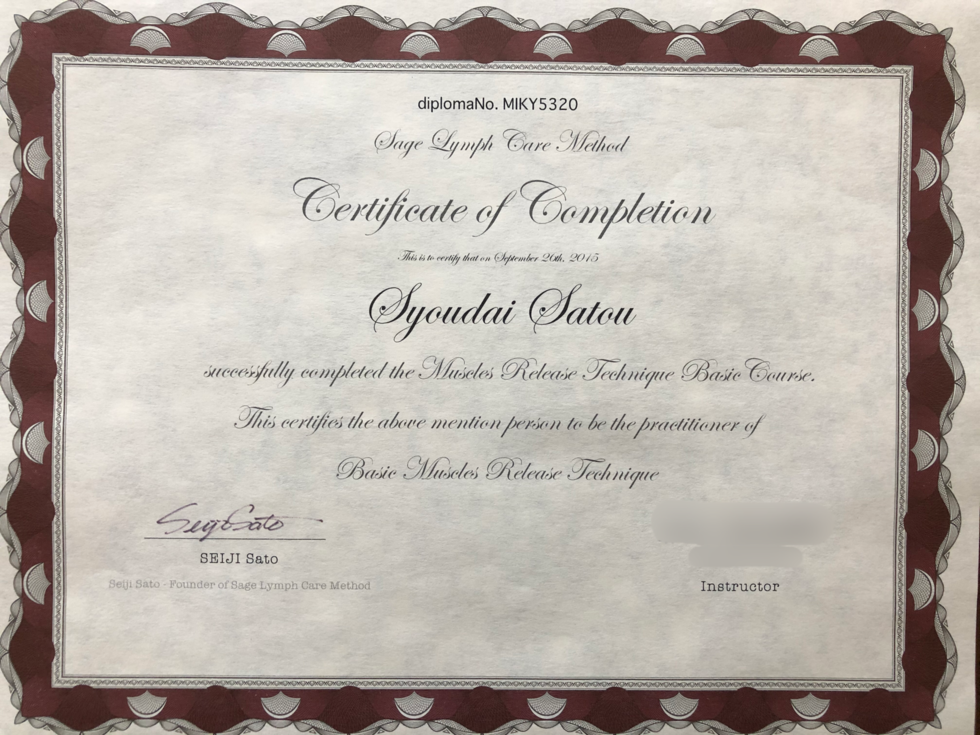 diplomaNo. MIKY5320
Sage Lymph Care Method
Certificate of Completion
This is to certify that on September 26th, 2015
Syoudai Satou
successfully completed the Muscles Release Technique Basic Course.
This certifies the above mention person to be the practitioner of
Basic Muscles Release Technique
Seiji Sato
SEIJI Sato
Seiji Sato - Founder of Sage Lymph Care Method
Instructor